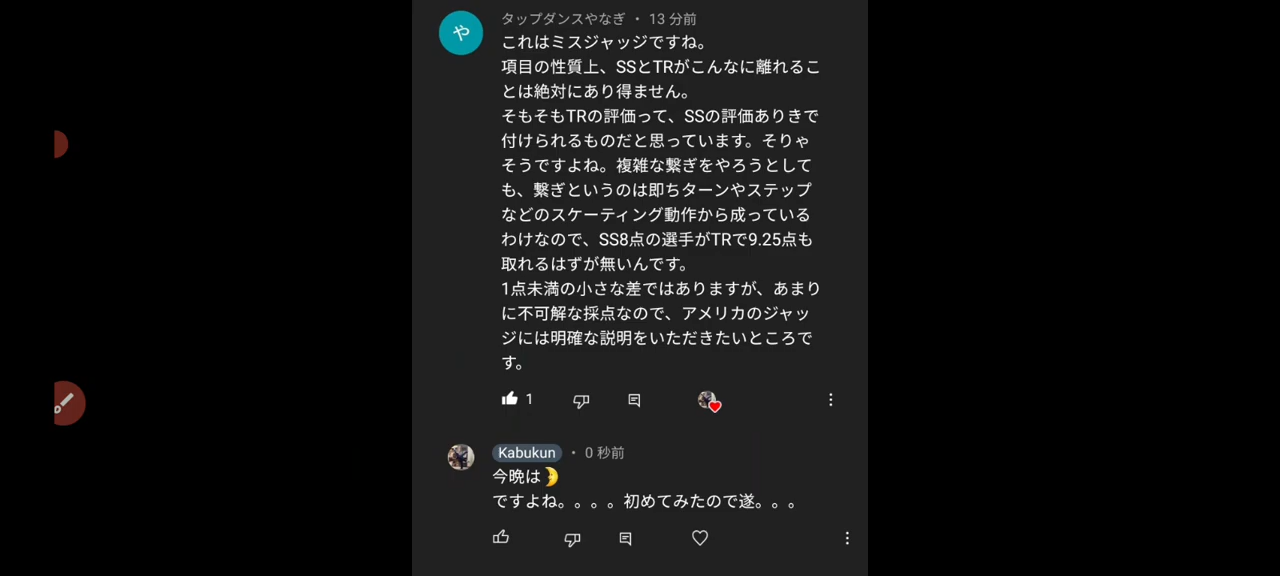 や
タップダンスやなぎ ・ 13 分前
これはミスジャッジですね。
項目の性質上、SSとTRがこんなに離れるこ
とは絶対にあり得ません。
そもそもTRの評価って、SSの評価ありきで
付けられるものだと思っています。そりゃ
そうですよね。複雑な繋ぎをやろうとして
も、繋ぎというのは即ちターンやステップ
などのスケーティング動作から成っている
わけなので、SS8点の選手がTRで9.25点も
取れるはずが無いんです。
1点未満の小さな差ではありますが、あまり
に不可解な採点なので、アメリカのジャッ
ジには明確な説明をいただきたいところで
す。
1
Kabukun ・ 0 秒前
今晩は🌛
ですよね。。。。初めてみたので遂。。。